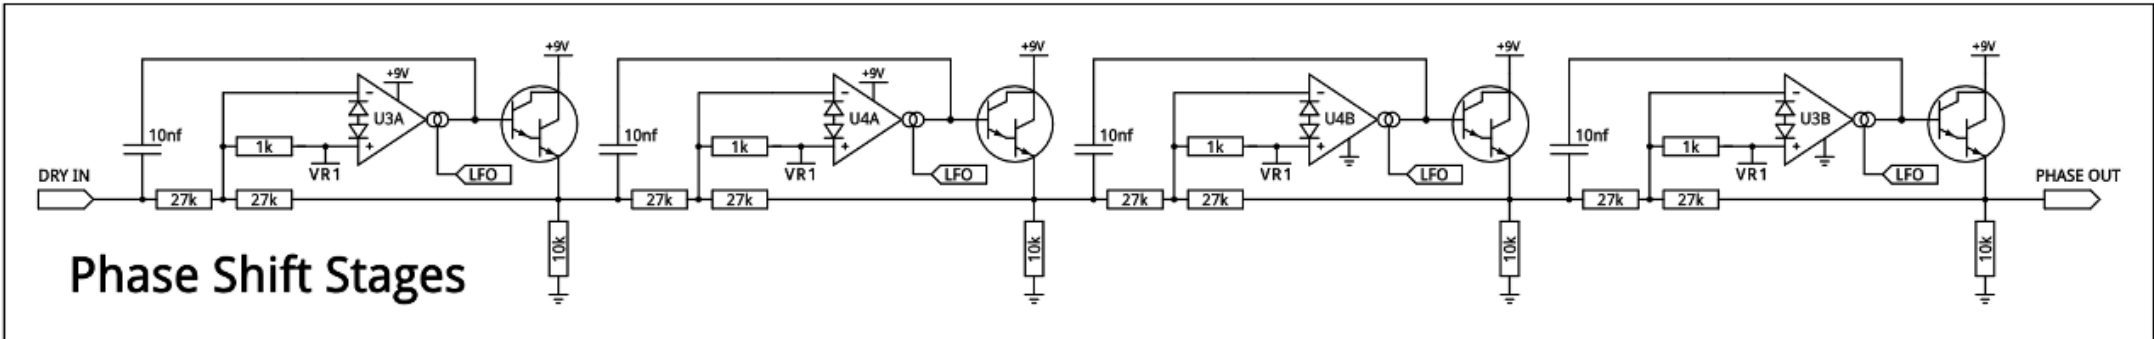 +9V
+9V
+9V
+9V
+9V
+9V
-
-
-
-
U3A
U4A
U4B
U3B
10nf
10nf
10nf
10nf
1k
1k
1k
1k
+
+
+
+
VR1
LFO
VR1
LFO
VR1
LFO
VR1
LFO
DRY IN
PHASE OUT
27k
27k
27k
27k
27k
27k
27k
27k
10k
10k
10k
10k
Phase Shift Stages